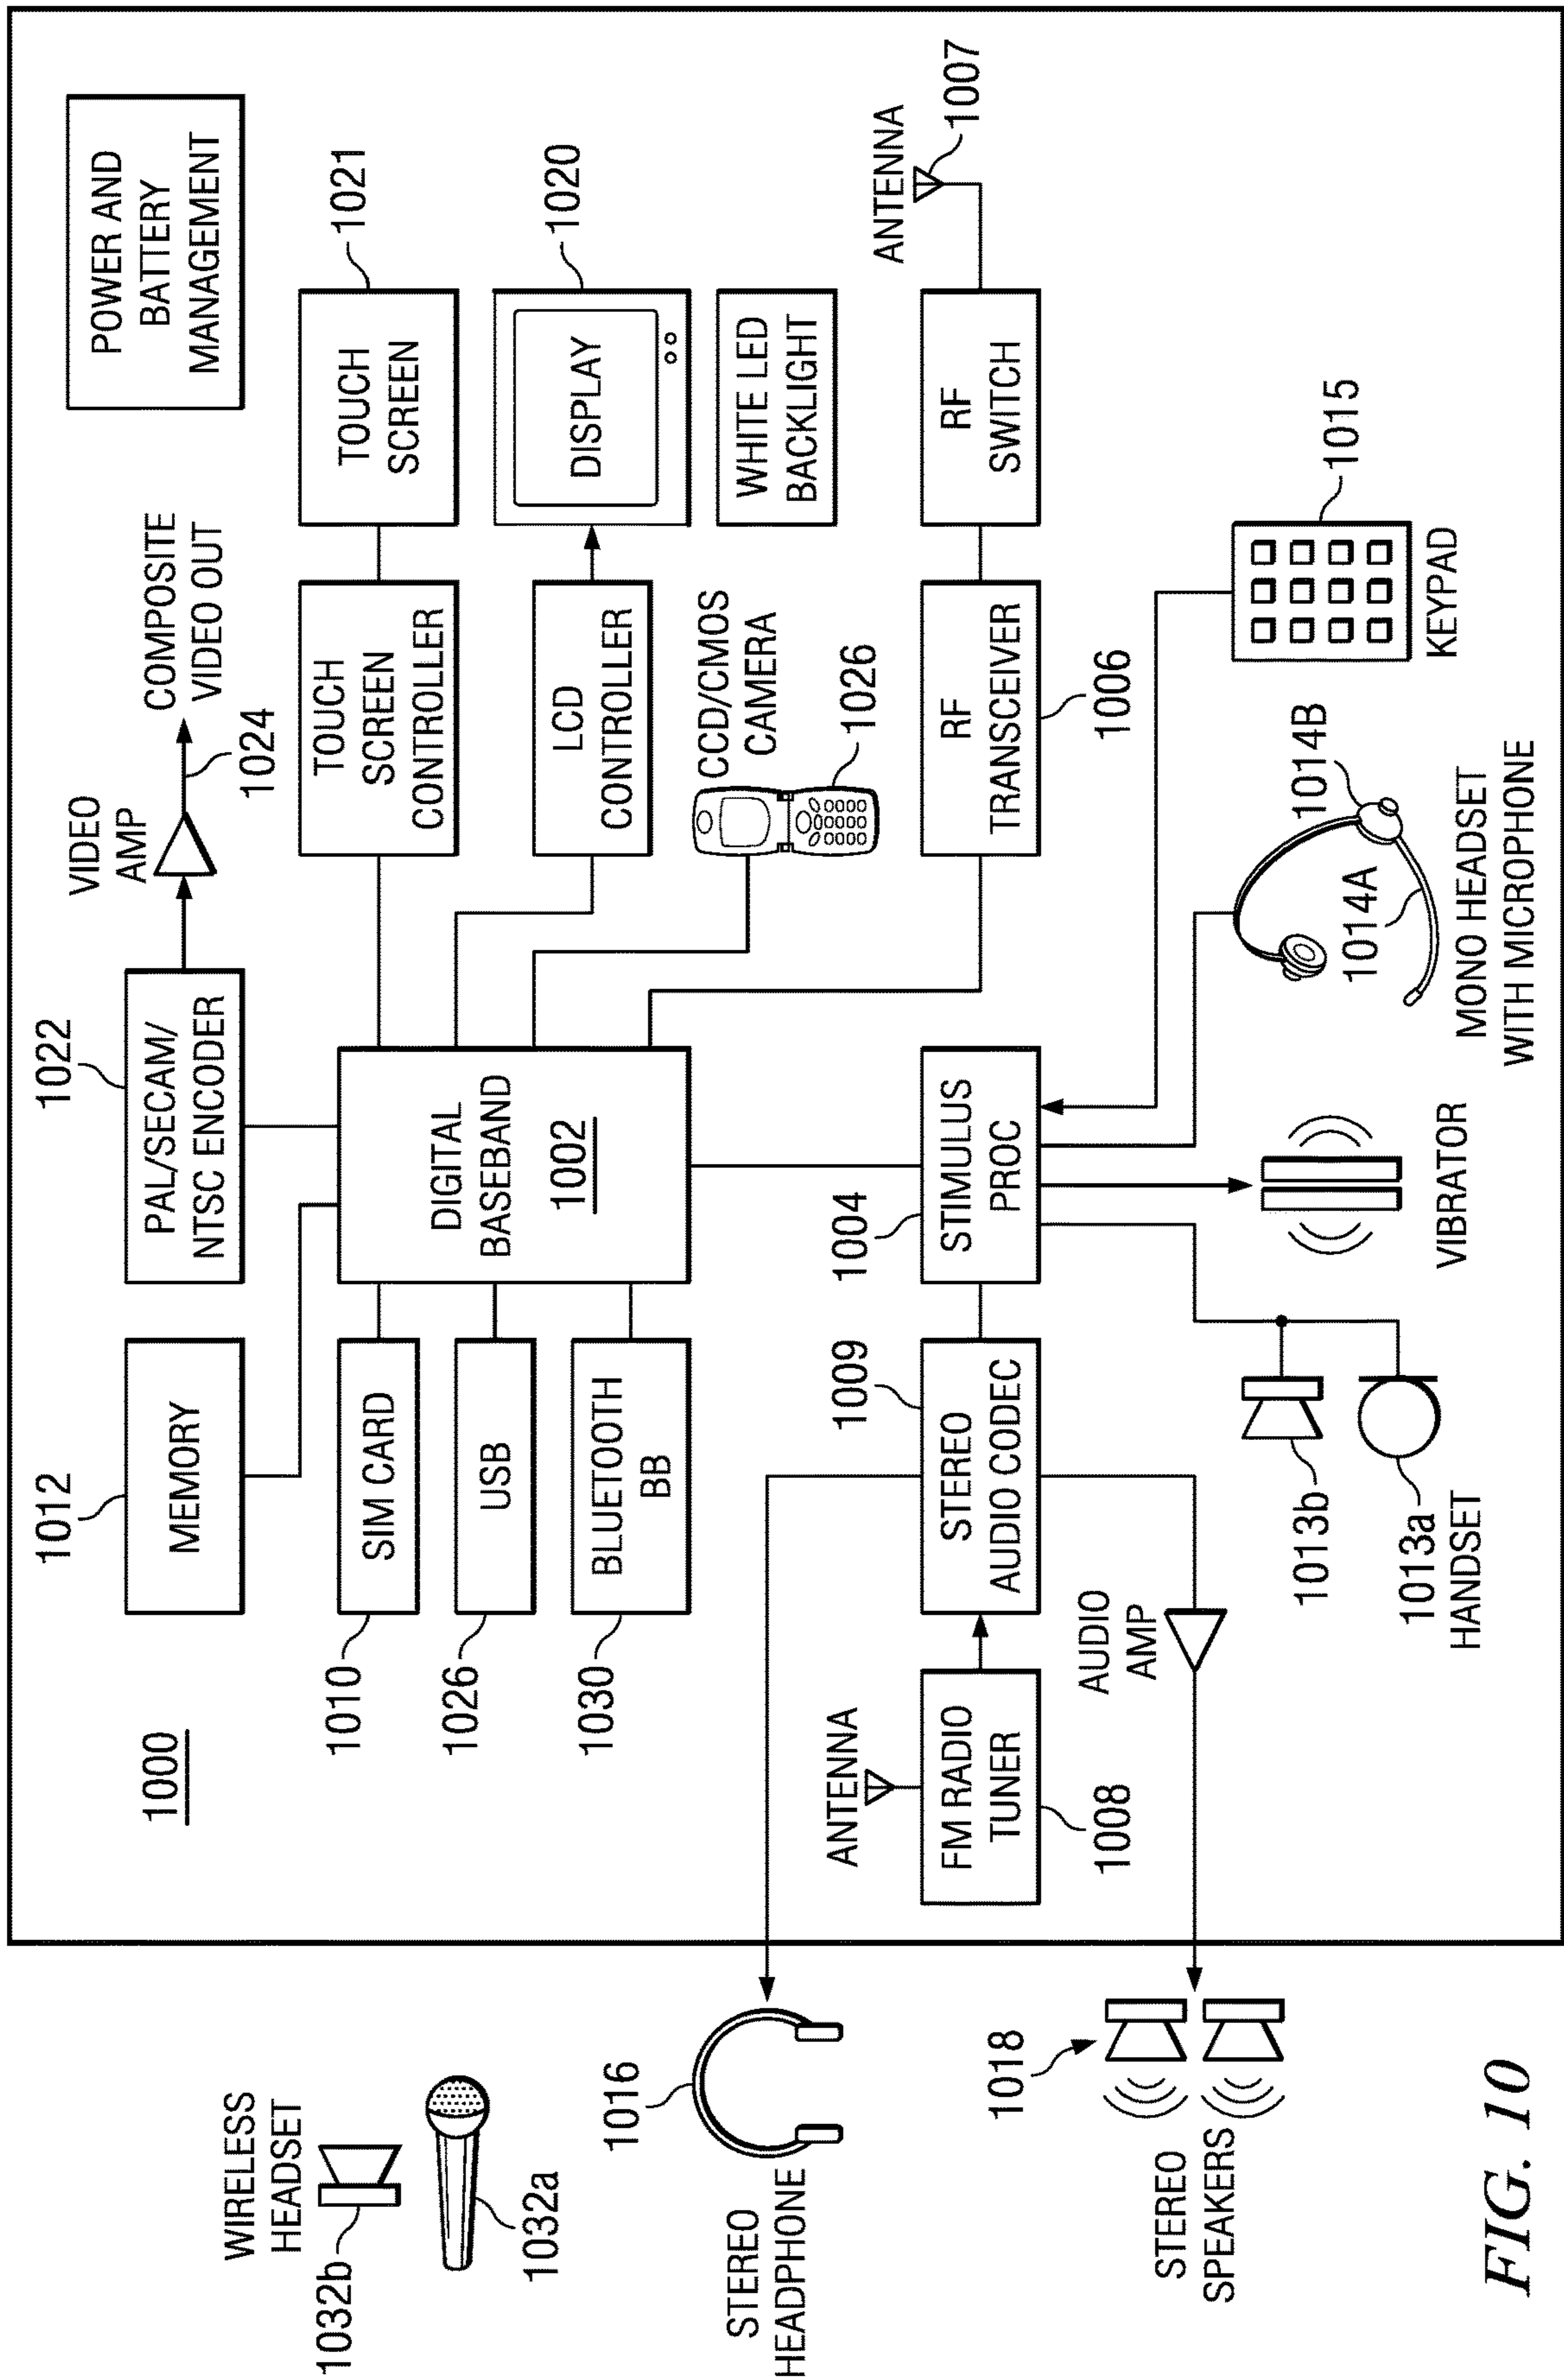 1000
1012
MEMORY
1022
PAL/SECAM/
NTSC ENCODER
VIDEO
AMP
1024
COMPOSITE
VIDEO OUT
POWER AND
BATTERY
MANAGEMENT
WIRELESS
HEADSET
1032b
1032a
1010
SIM CARD
1026
USB
1030
BLUETOOTH
BB
DIGITAL
BASEBAND
1002
TOUCH
SCREEN
CONTROLLER
TOUCH
SCREEN
1021
LCD
CONTROLLER
DISPLAY
1020
CCD/CMOS
CAMERA
1026
WHITE LED
BACKLIGHT
1016
STEREO
HEADPHONE
ANTENNA
FM RADIO
TUNER
1008
1009
STEREO
AUDIO CODEC
1004
STIMULUS
PROC
RF
TRANSCEIVER
1006
RF
SWITCH
ANTENNA
1007
AUDIO
AMP
1018
STEREO
SPEAKERS
1013b
1013a
HANDSET
VIBRATOR
1014A
1014B
MONO HEADSET
WITH MICROPHONE
1015
KEYPAD
FIG. 10